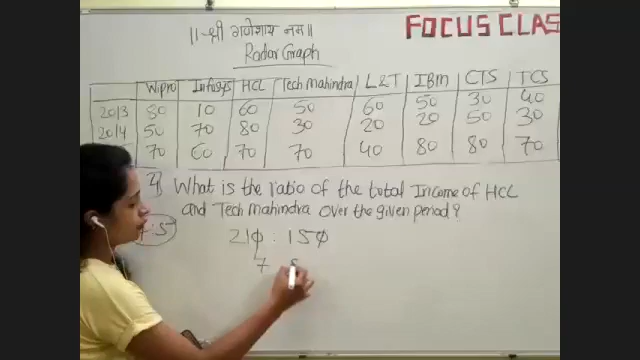 ॥ श्री गणेशाय नमः ॥
FOCUS CLAS
Radar Graph
Wipro Infosys HCL Tech Mahindra L&T IBM CTS TCS
2013 80 10 60 50 60 50 30 40
2014 50 70 80 30 20 20 50 30
70 60 70 70 40 80 80 70
4) What is the ratio of the total Income of HCL
and Tech Mahindra over the given period?
: 5
210 : 150
7